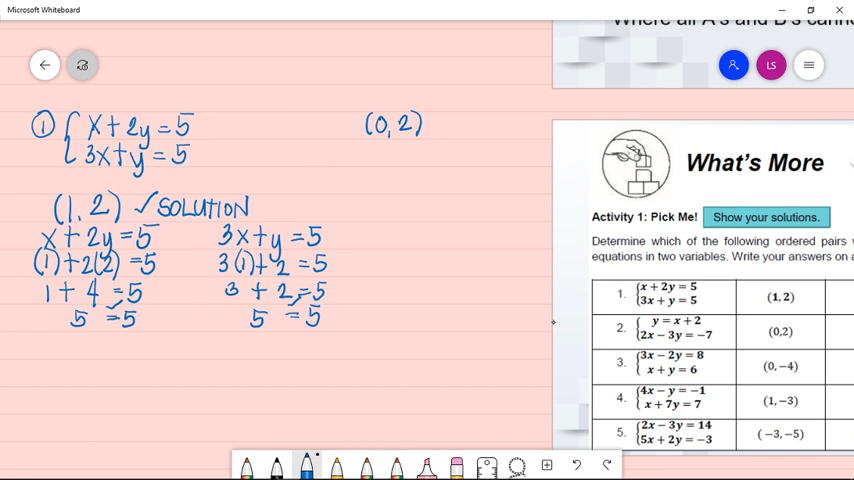 Microsoft Whiteboard
Where all A's and B's
LS
① x + 2y = 5
3x + y = 5
(0, 2)
(1, 2) ✓ SOLUTION
x + 2y = 5
(1) + 2(2) = 5
1 + 4 = 5
5 = 5
3x + y = 5
3(1) + 2 = 5
3 + 2 = 5
5 = 5
What's More
Activity 1: Pick Me! Show your solutions.
Determine which of the following ordered pairs
equations in two variables. Write your answers on
1. x + 2y = 5
3x + y = 5
(1, 2)
2. y = x + 2
2x − 3y = −7
(0,2)
3. 3x − 2y = 8
x + y = 6
(0, −4)
4. 4x − y = −1
x + 7y = 7
(1, −3)
5. 2x − 3y = 14
5x + 2y = −3
(−3, −5)